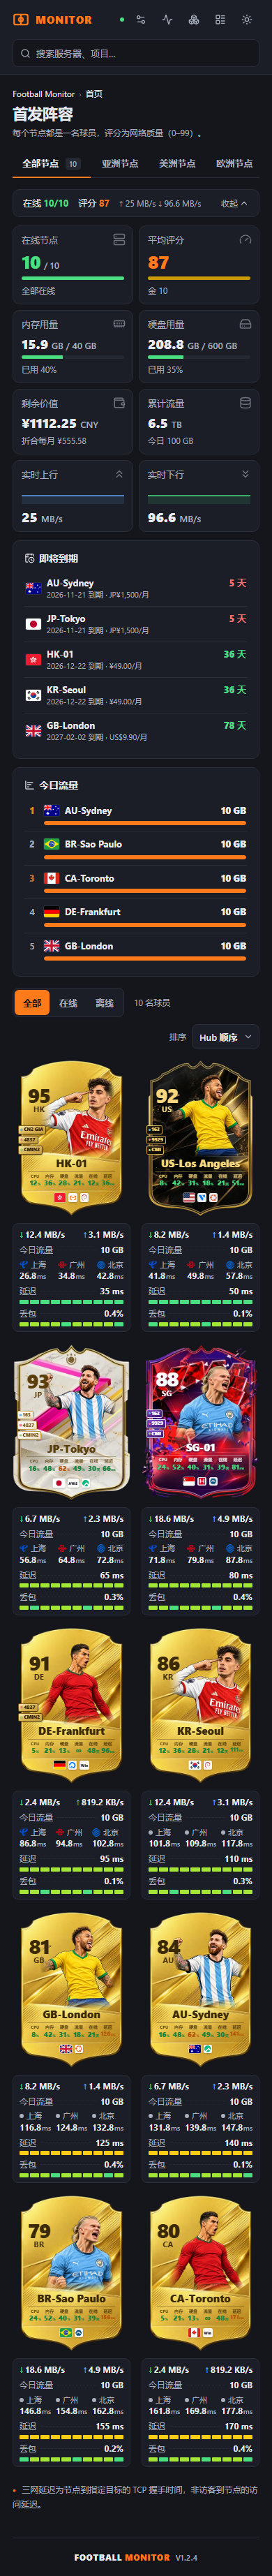 FOOTBALL MONITOR
搜索服务器、项目...
Football Monitor › 首页
首发阵容
每个节点都是一名球员，评分为网络质量（0–99）。
全部节点 10 亚洲节点 美洲节点 欧洲节点
在线 10/10 评分 87 ↑ 25 MB/s ↓ 96.6 MB/s 收起
在线节点
10 / 10
全部在线
平均评分
87
金 10
内存用量
15.9 GB / 40 GB
已用 40%
硬盘用量
208.8 GB / 600 GB
已用 35%
剩余价值
¥1112.25 CNY
折合每月 ¥555.58
累计流量
6.5 TB
今日 100 GB
实时上行
25 MB/s
实时下行
96.6 MB/s
即将到期
AU-Sydney 5 天
2026-11-21 到期 · JP¥1,500/月
JP-Tokyo 5 天
2026-11-21 到期 · JP¥1,500/月
HK-01 36 天
2026-12-22 到期 · ¥49.00/月
KR-Seoul 36 天
2026-12-22 到期 · ¥49.00/月
GB-London 78 天
2027-02-02 到期 · US$9.90/月
今日流量
1 AU-Sydney 10 GB
2 BR-Sao Paulo 10 GB
3 CA-Toronto 10 GB
4 DE-Frankfurt 10 GB
5 GB-London 10 GB
全部 在线 离线 10 名球员
排序 Hub 顺序
95
HK
CN2 GIA
4837
CMIN2
HK-01
↓12.4 MB/s ↑3.1 MB/s
今日流量 10 GB
上海 广州 北京
26.8ms 34.8ms 42.8ms
延迟 35 ms
丢包 0.4%
92
US
163
9929
CMI
US-Los Angeles
↓8.2 MB/s ↑1.4 MB/s
今日流量 10 GB
上海 广州 北京
41.8ms 49.8ms 57.8ms
延迟 50 ms
丢包 0.1%
93
JP
163
4837
CMIN2
JP-Tokyo
↓6.7 MB/s ↑2.3 MB/s
今日流量 10 GB
上海 广州 北京
56.8ms 64.8ms 72.8ms
延迟 65 ms
丢包 0.3%
88
SG
163
9929
CMIN2
SG-01
↓18.6 MB/s ↑4.9 MB/s
今日流量 10 GB
上海 广州 北京
71.8ms 79.8ms 87.8ms
延迟 80 ms
丢包 0.4%
91
DE
4837
CMIN2
DE-Frankfurt
↓2.4 MB/s ↑819.2 KB/s
今日流量 10 GB
上海 广州 北京
86.8ms 94.8ms 102.8ms
延迟 95 ms
丢包 0.1%
86
KR
KR-Seoul
↓12.4 MB/s ↑3.1 MB/s
今日流量 10 GB
上海 广州 北京
101.8ms 109.8ms 117.8ms
延迟 110 ms
丢包 0.3%
81
GB
GB-London
↓8.2 MB/s ↑1.4 MB/s
今日流量 10 GB
上海 广州 北京
116.8ms 124.8ms 132.8ms
延迟 125 ms
丢包 0.4%
84
AU
AU-Sydney
↓6.7 MB/s ↑2.3 MB/s
今日流量 10 GB
上海 广州 北京
131.8ms 139.8ms 147.8ms
延迟 140 ms
丢包 0.1%
79
BR
BR-Sao Paulo
↓18.6 MB/s ↑4.9 MB/s
今日流量 10 GB
上海 广州 北京
146.8ms 154.8ms 162.8ms
延迟 155 ms
丢包 0.2%
80
CA
CA-Toronto
↓2.4 MB/s ↑819.2 KB/s
今日流量 10 GB
上海 广州 北京
161.8ms 169.8ms 177.8ms
延迟 170 ms
丢包 0.4%
三网延迟为节点到指定目标的 TCP 握手时间，非访客到节点的访
问延迟。
FOOTBALL MONITOR V1.2.4